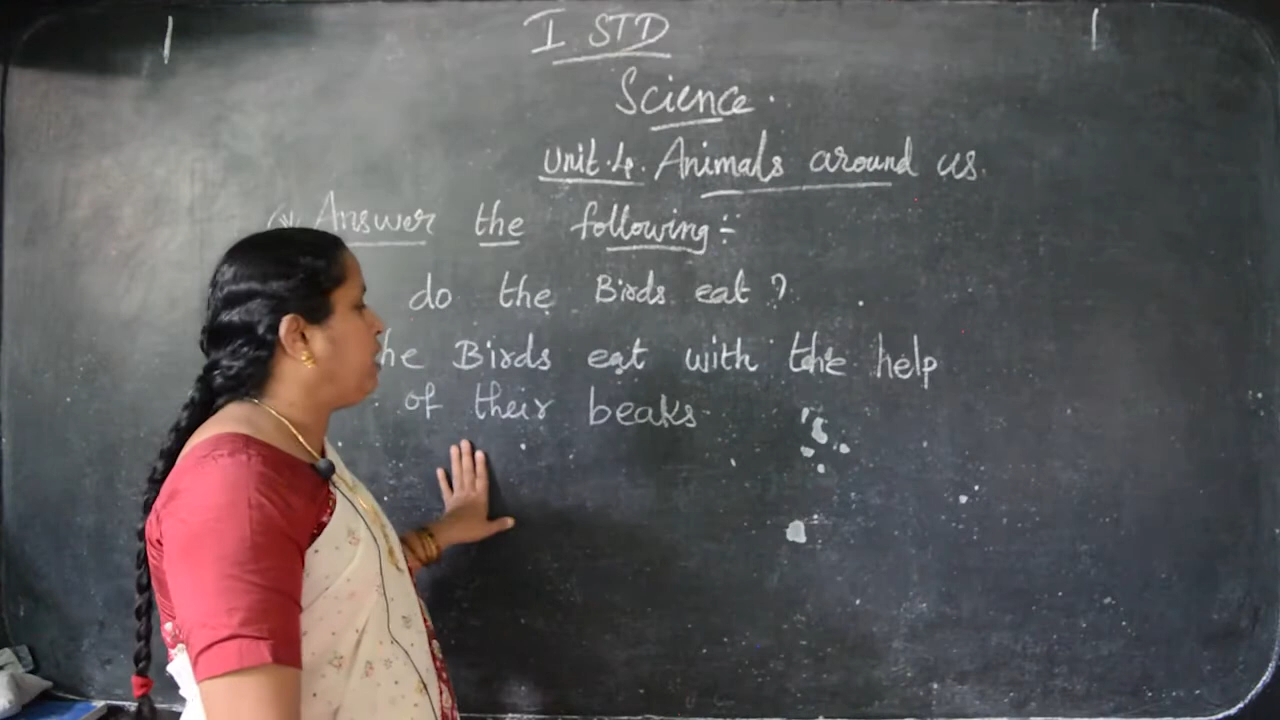 I STD
Science.
Unit.4. Animals around us.
Answer the following:-
do the Birds eat?
he Birds eat with the help
of their beaks.